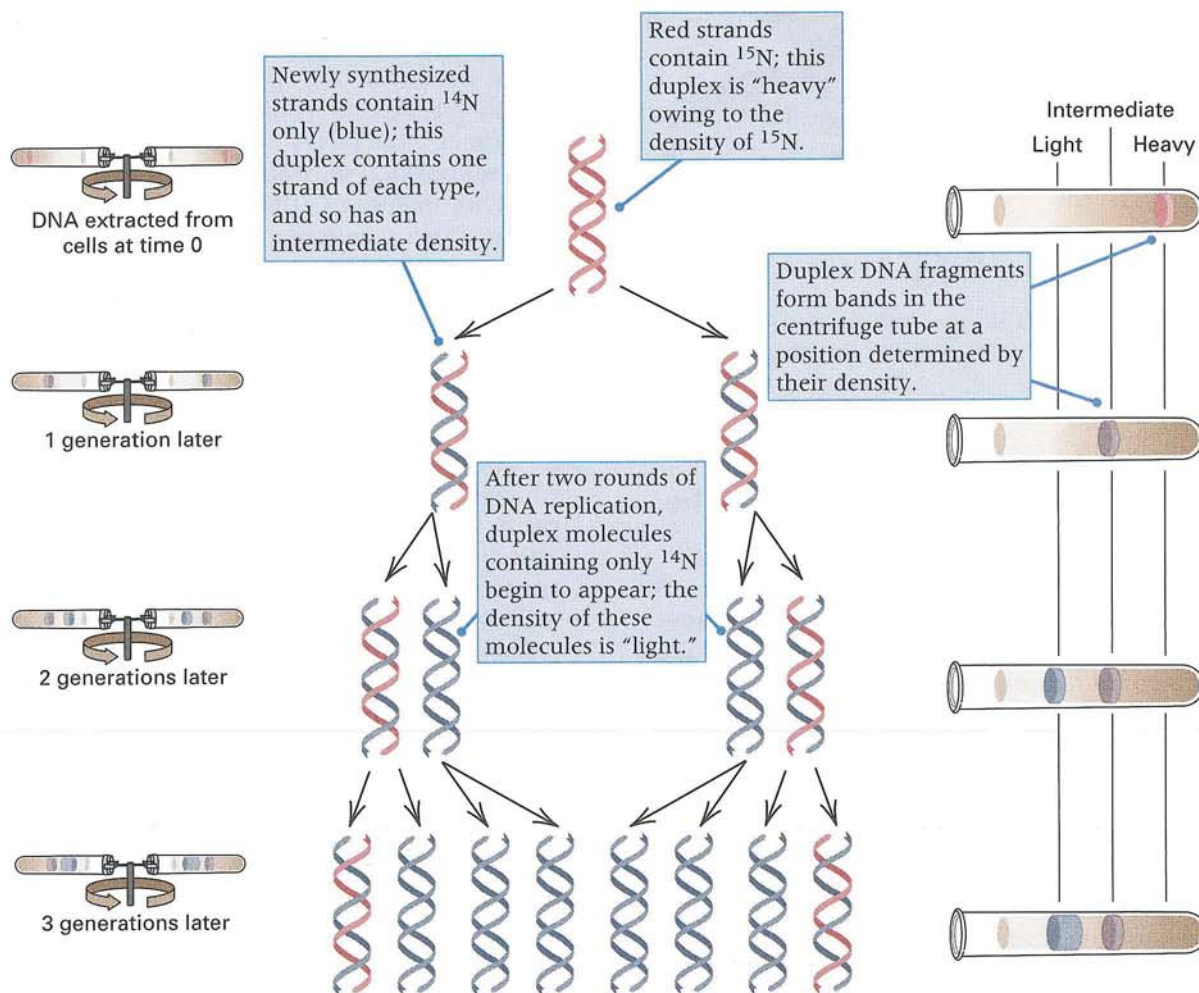 Newly synthesized
strands contain ¹⁴N
only (blue); this
duplex contains one
strand of each type,
and so has an
intermediate density.
Red strands
contain ¹⁵N; this
duplex is “heavy”
owing to the
density of ¹⁵N.
Intermediate
Light Heavy
DNA extracted from
cells at time 0
Duplex DNA fragments
form bands in the
centrifuge tube at a
position determined by
their density.
1 generation later
After two rounds of
DNA replication,
duplex molecules
containing only ¹⁴N
begin to appear; the
density of these
molecules is “light.”
2 generations later
3 generations later